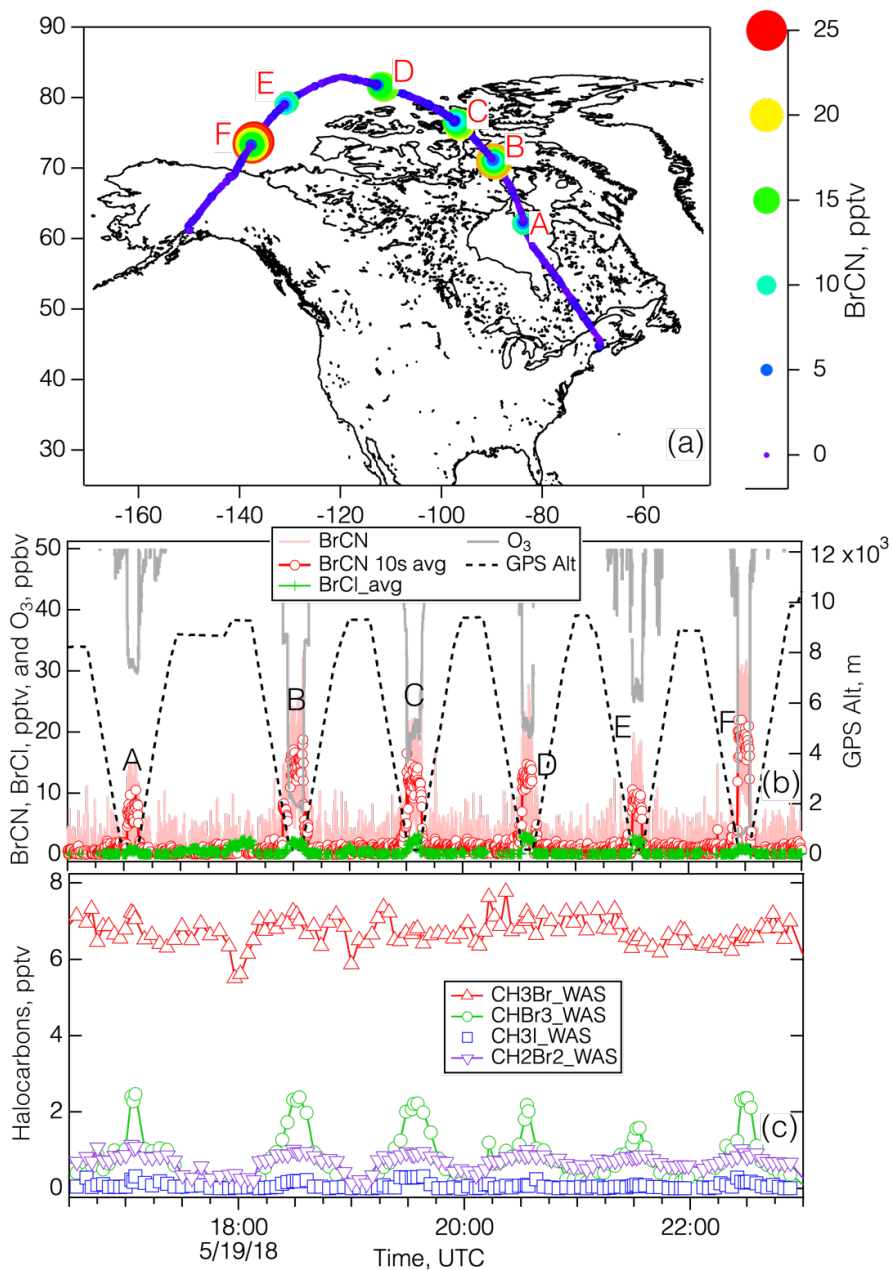 90
80
70
60
50
40
30
-160
-140
-120
-100
-80
-60
A
B
C
D
E
F
(a)
25
20
15
10
5
0
BrCN, pptv
BrCN
BrCN 10s avg
BrCl_avg
O3
GPS Alt
BrCN, BrCl, pptv, and O3, ppbv
50
40
30
20
10
0
12 x10^3
10
8
6
4
2
0
GPS Alt, m
A
B
C
D
E
F
(b)
Halocarbons, pptv
8
6
4
2
0
CH3Br_WAS
CHBr3_WAS
CH3I_WAS
CH2Br2_WAS
(c)
18:00
20:00
22:00
5/19/18
Time, UTC